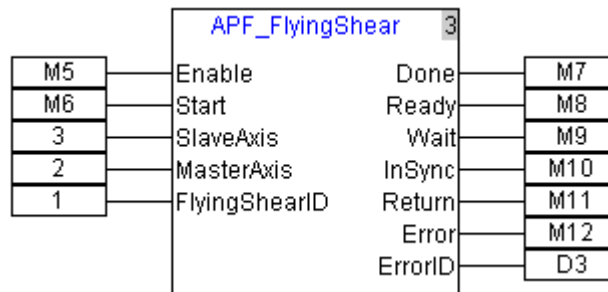 APF_FlyingShear 3
M5 Enable Done M7
M6 Start Ready M8
3 SlaveAxis Wait M9
2 MasterAxis InSync M10
1 FlyingShearID Return M11
Error M12
ErrorID D3